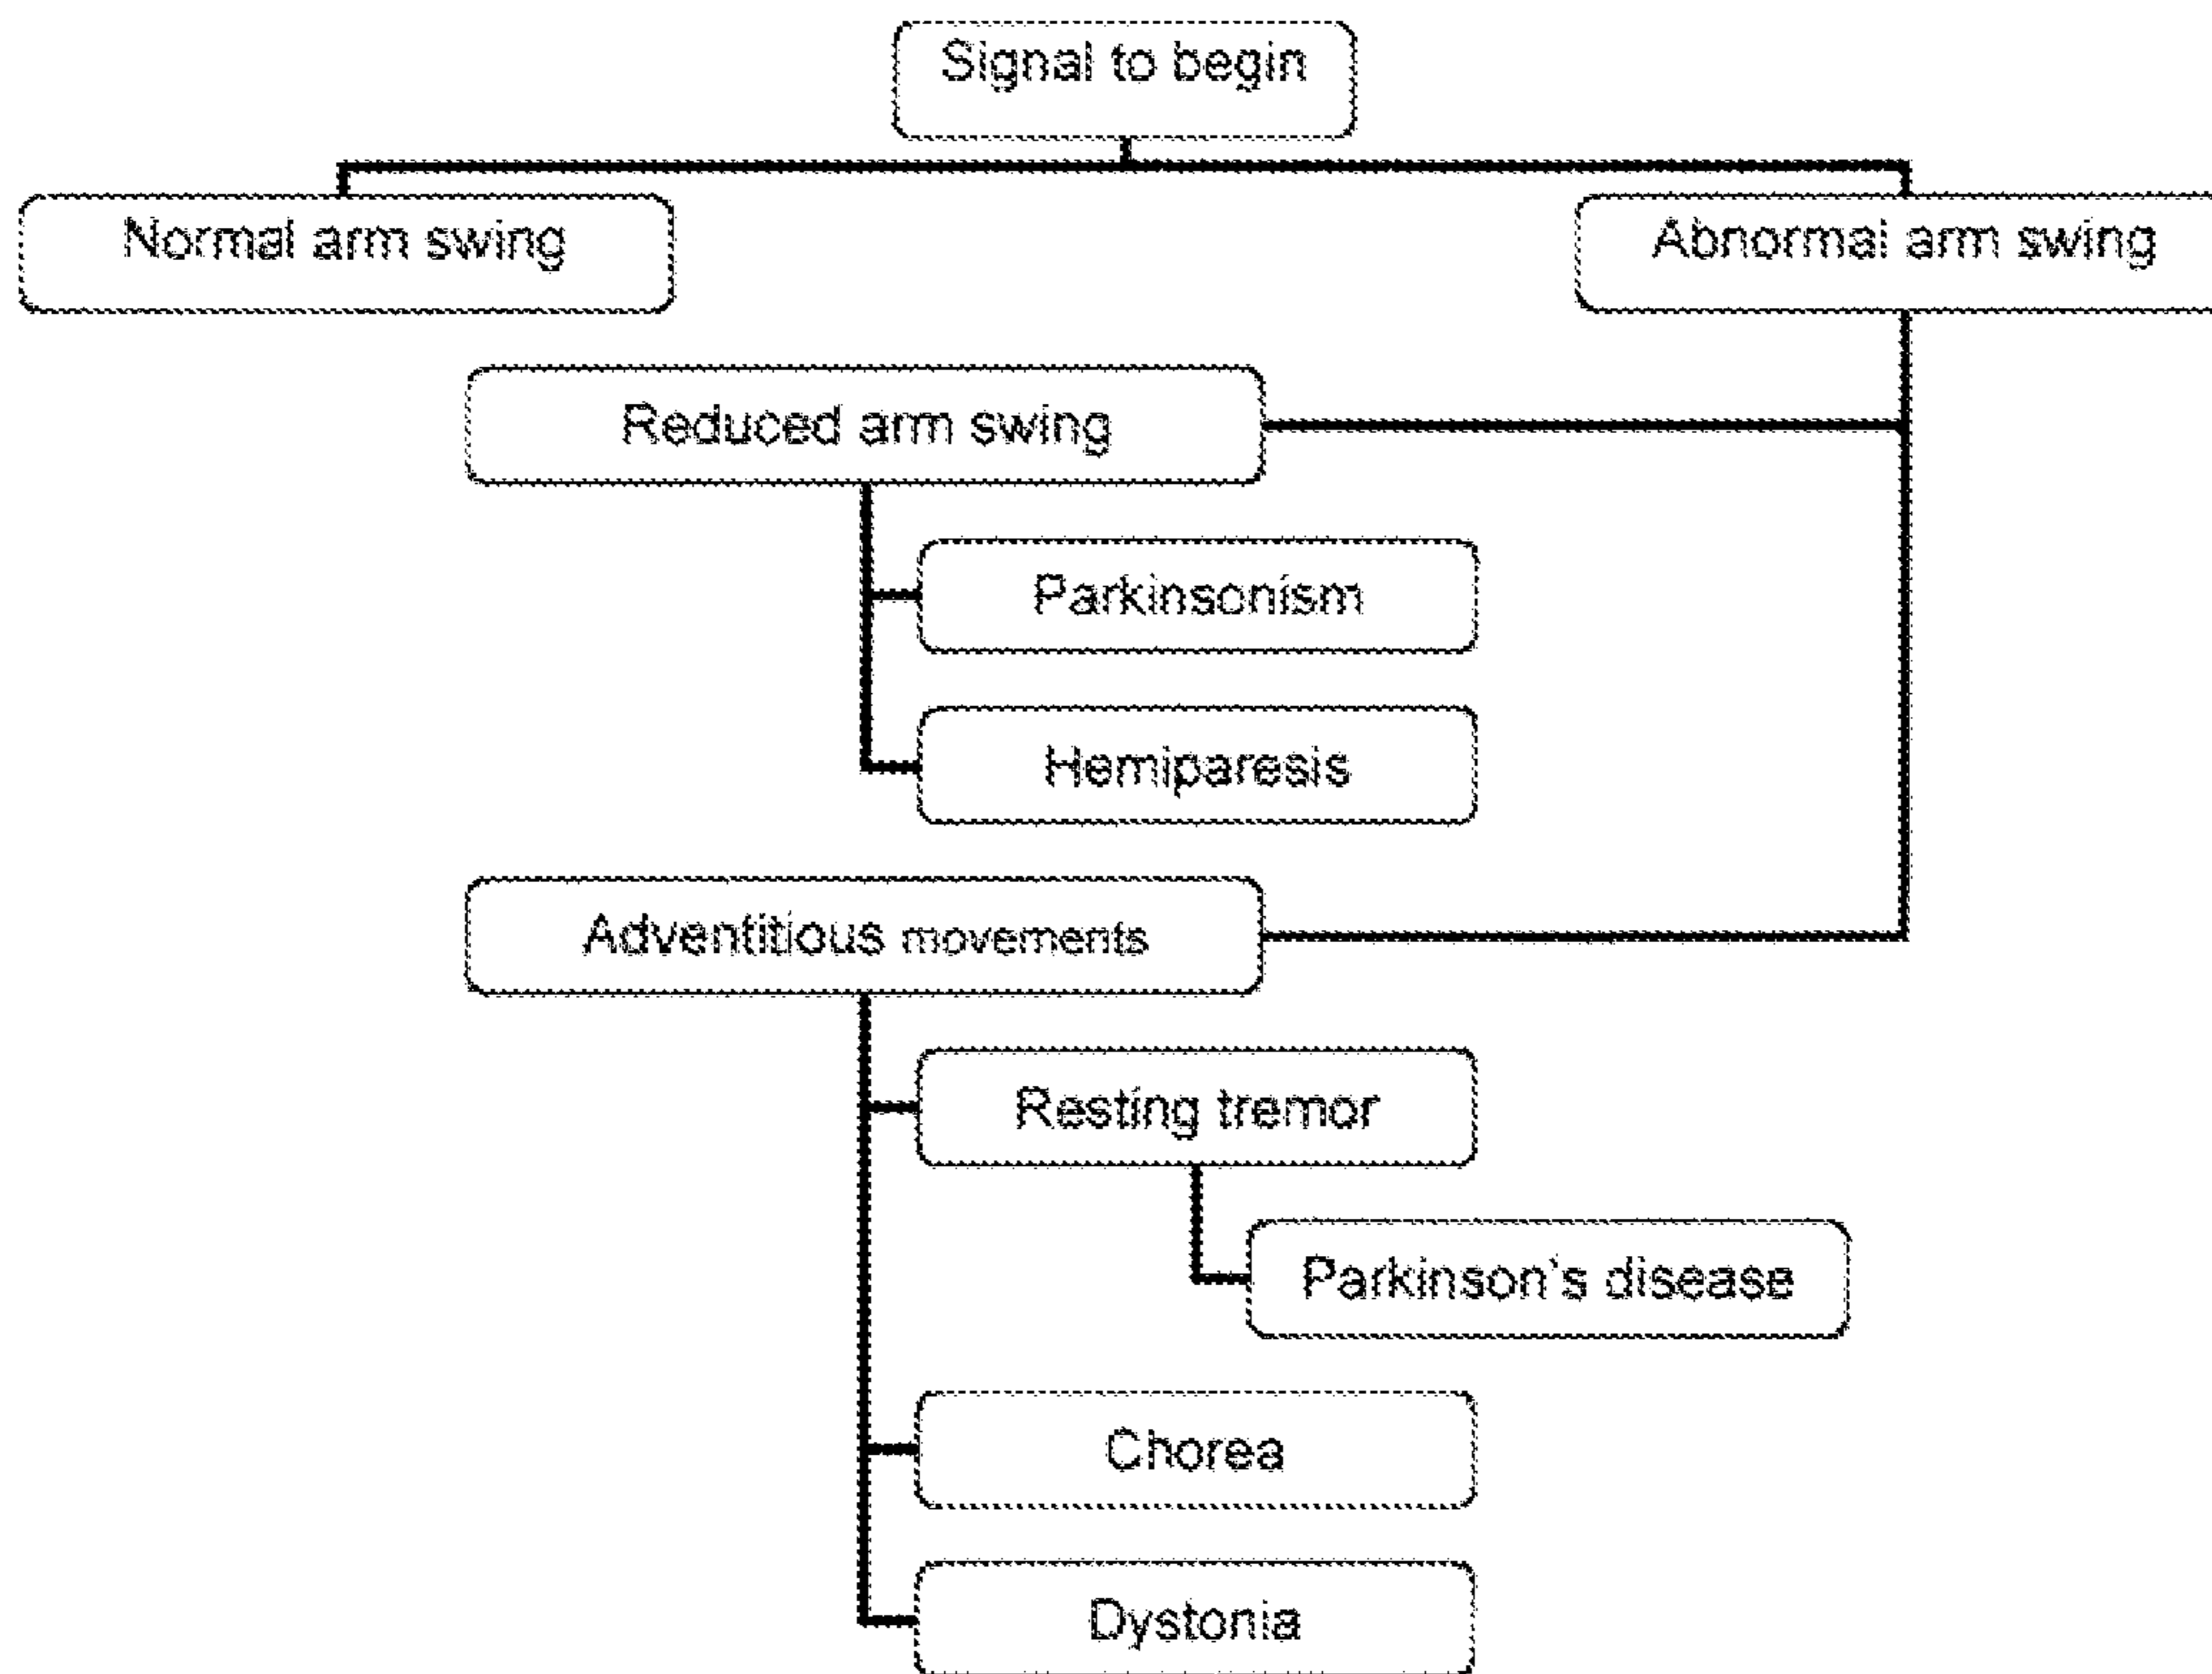 Signal to begin
Normal arm swing
Abnormal arm swing
Reduced arm swing
Parkinsonism
Hemiparesis
Adventitious movements
Resting tremor
Parkinson's disease
Chorea
Dystonia